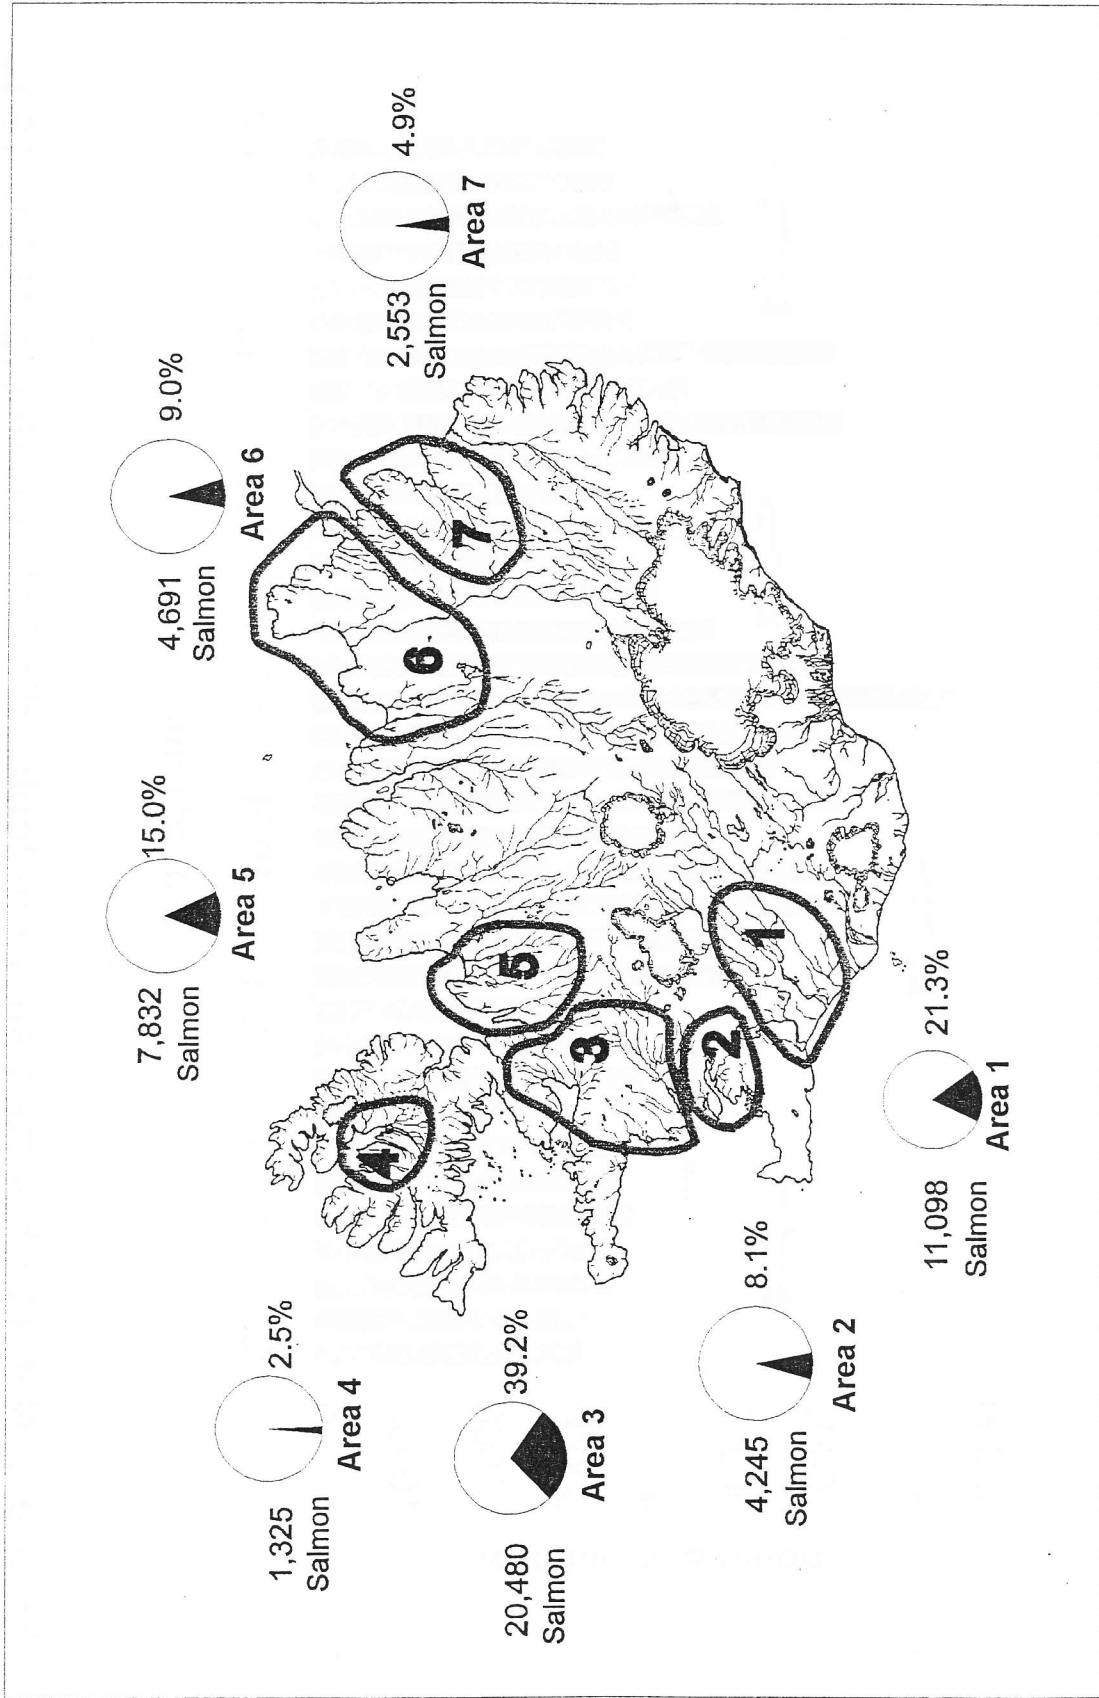 1,325
Salmon
2.5%
Area 4
7,832
Salmon
15.0%
Area 5
4,691
Salmon
9.0%
Area 6
2,553
Salmon
4.9%
Area 7
20,480
Salmon
39.2%
Area 3
4,245
Salmon
8.1%
Area 2
11,098
Salmon
21.3%
Area 1
4
5
6
7
3
2
1